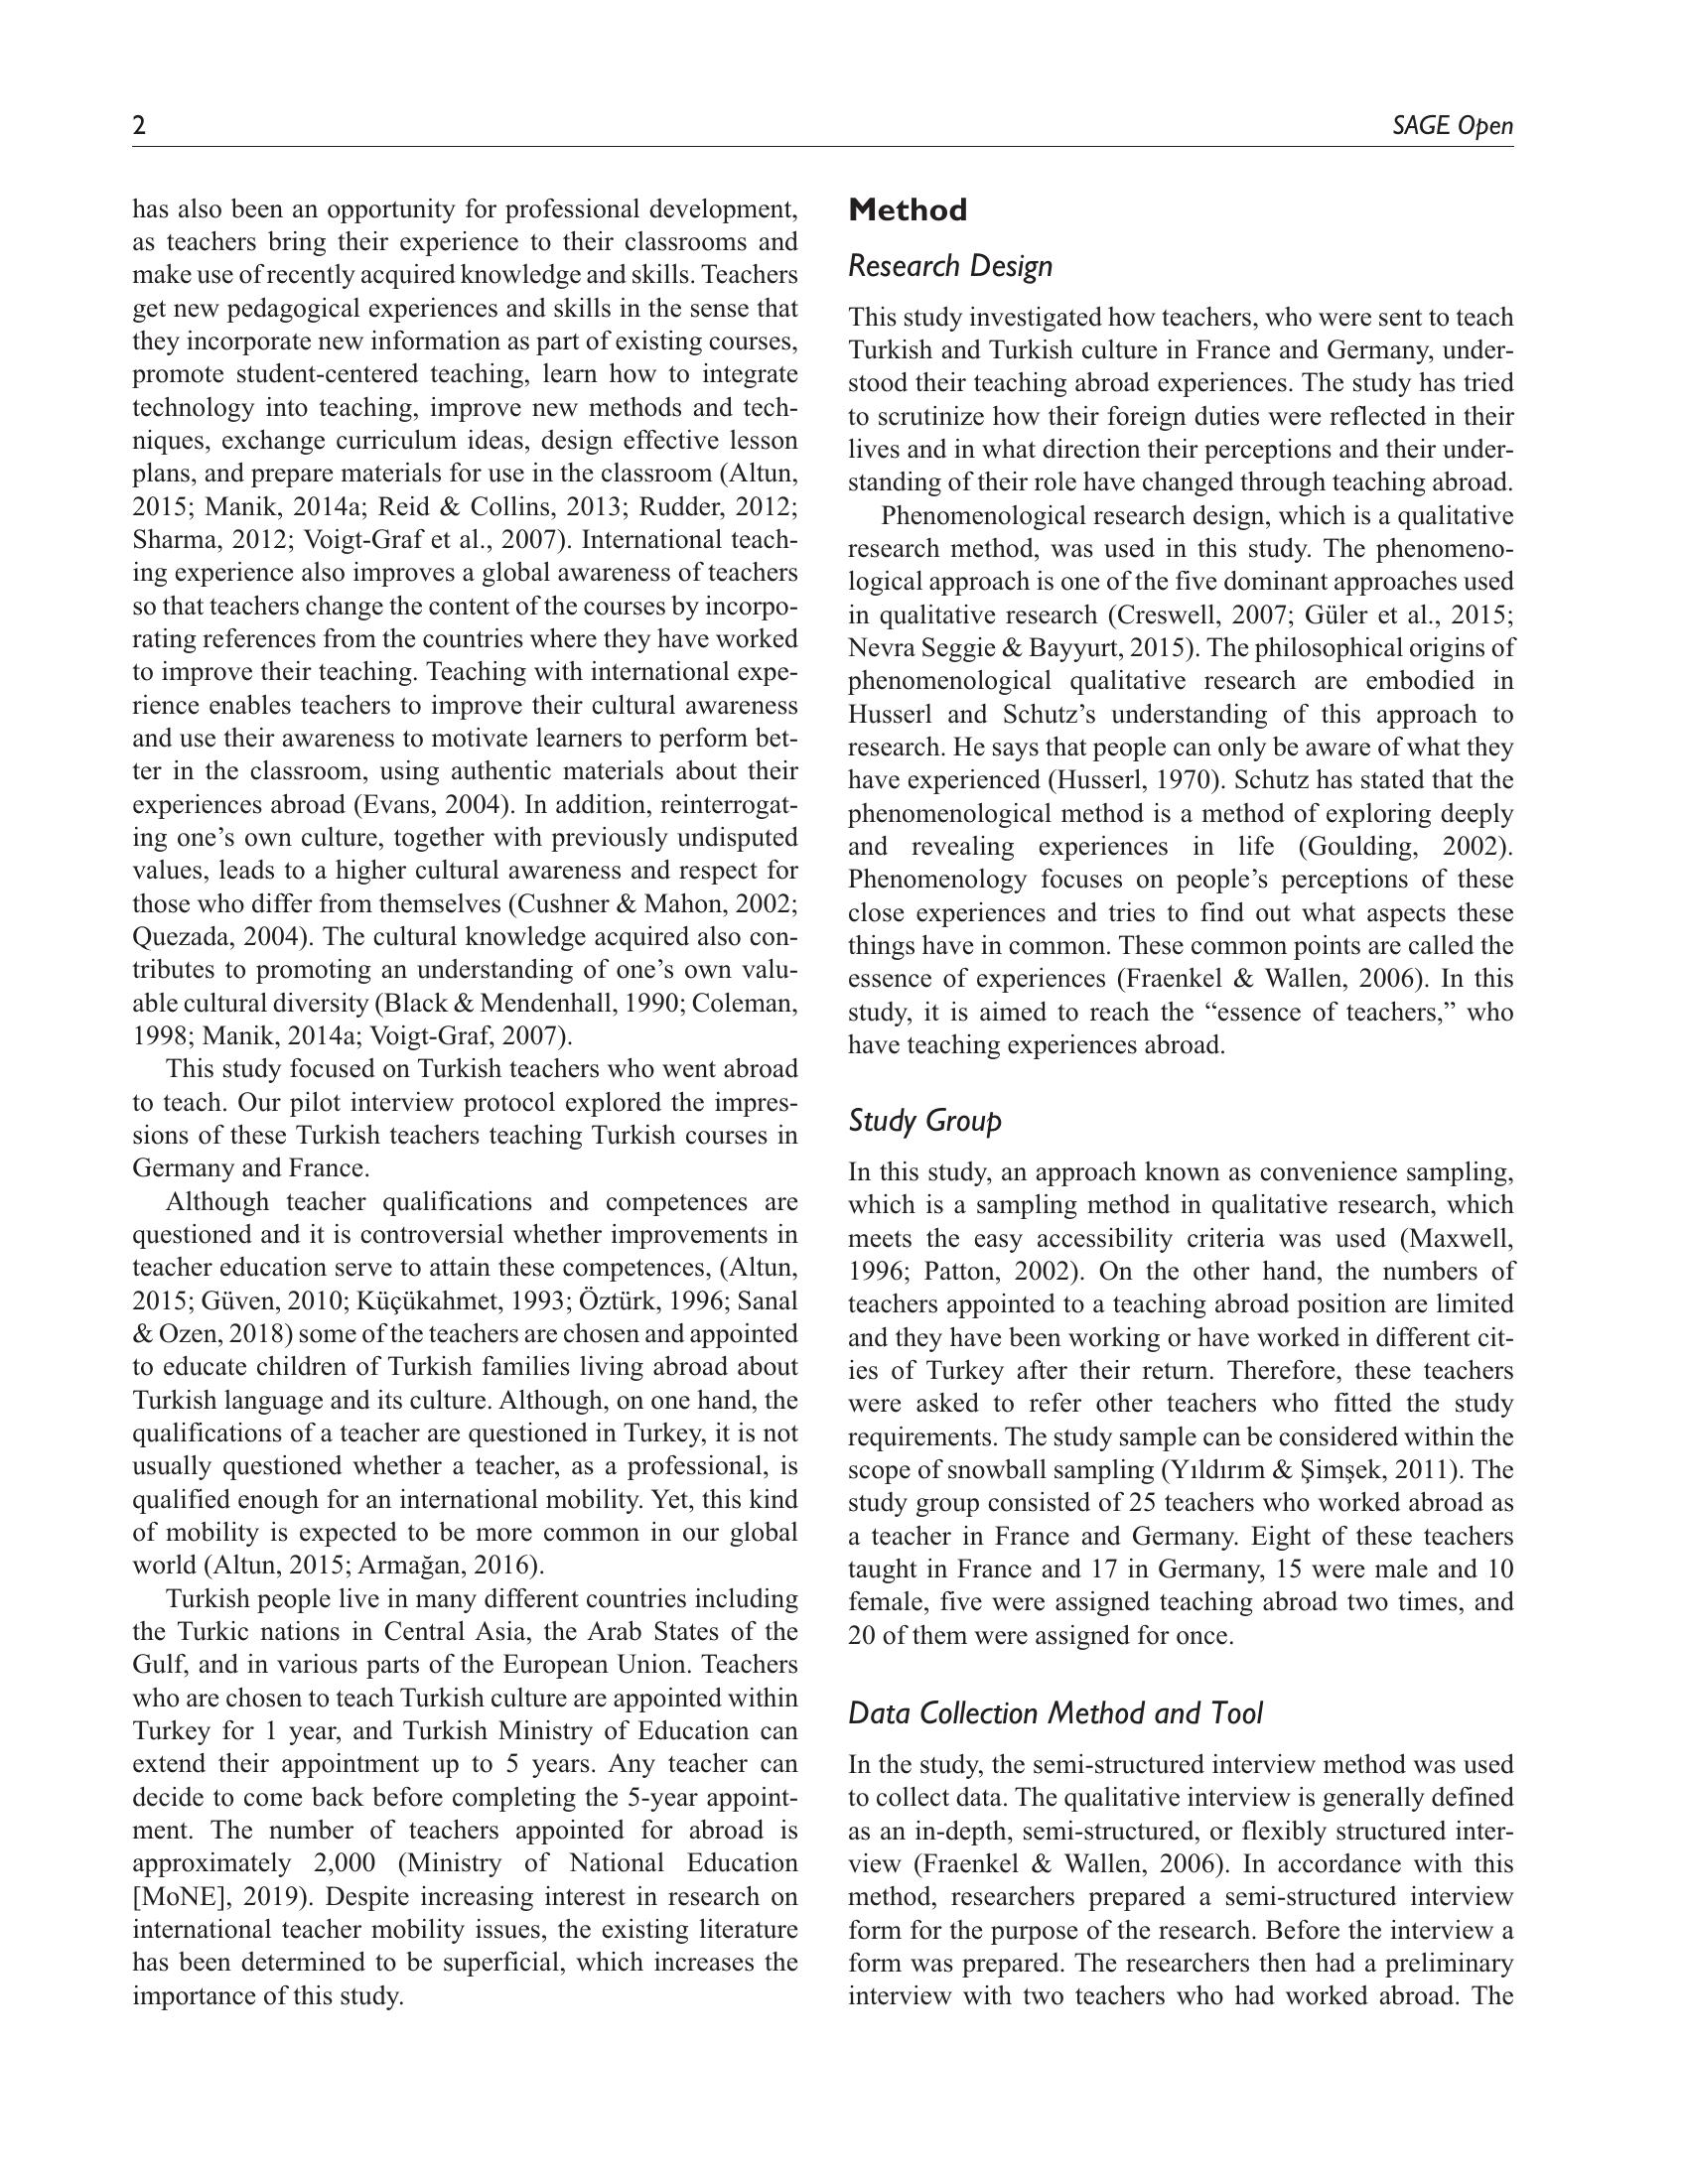 2
SAGE Open
has also been an opportunity for professional development,
as teachers bring their experience to their classrooms and
make use of recently acquired knowledge and skills. Teachers
get new pedagogical experiences and skills in the sense that
they incorporate new information as part of existing courses,
promote student-centered teaching, learn how to integrate
technology into teaching, improve new methods and tech-
niques, exchange curriculum ideas, design effective lesson
plans, and prepare materials for use in the classroom (Altun,
2015; Manik, 2014a; Reid & Collins, 2013; Rudder, 2012;
Sharma, 2012; Voigt-Graf et al., 2007). International teach-
ing experience also improves a global awareness of teachers
so that teachers change the content of the courses by incorpo-
rating references from the countries where they have worked
to improve their teaching. Teaching with international expe-
rience enables teachers to improve their cultural awareness
and use their awareness to motivate learners to perform bet-
ter in the classroom, using authentic materials about their
experiences abroad (Evans, 2004). In addition, reinterrogat-
ing one’s own culture, together with previously undisputed
values, leads to a higher cultural awareness and respect for
those who differ from themselves (Cushner & Mahon, 2002;
Quezada, 2004). The cultural knowledge acquired also con-
tributes to promoting an understanding of one’s own valu-
able cultural diversity (Black & Mendenhall, 1990; Coleman,
1998; Manik, 2014a; Voigt-Graf, 2007).
This study focused on Turkish teachers who went abroad
to teach. Our pilot interview protocol explored the impres-
sions of these Turkish teachers teaching Turkish courses in
Germany and France.
Although teacher qualifications and competences are
questioned and it is controversial whether improvements in
teacher education serve to attain these competences, (Altun,
2015; Güven, 2010; Küçükahmet, 1993; Öztürk, 1996; Sanal
& Ozen, 2018) some of the teachers are chosen and appointed
to educate children of Turkish families living abroad about
Turkish language and its culture. Although, on one hand, the
qualifications of a teacher are questioned in Turkey, it is not
usually questioned whether a teacher, as a professional, is
qualified enough for an international mobility. Yet, this kind
of mobility is expected to be more common in our global
world (Altun, 2015; Armağan, 2016).
Turkish people live in many different countries including
the Turkic nations in Central Asia, the Arab States of the
Gulf, and in various parts of the European Union. Teachers
who are chosen to teach Turkish culture are appointed within
Turkey for 1 year, and Turkish Ministry of Education can
extend their appointment up to 5 years. Any teacher can
decide to come back before completing the 5-year appoint-
ment. The number of teachers appointed for abroad is
approximately 2,000 (Ministry of National Education
[MoNE], 2019). Despite increasing interest in research on
international teacher mobility issues, the existing literature
has been determined to be superficial, which increases the
importance of this study.
Method
Research Design
This study investigated how teachers, who were sent to teach
Turkish and Turkish culture in France and Germany, under-
stood their teaching abroad experiences. The study has tried
to scrutinize how their foreign duties were reflected in their
lives and in what direction their perceptions and their under-
standing of their role have changed through teaching abroad.
Phenomenological research design, which is a qualitative
research method, was used in this study. The phenomeno-
logical approach is one of the five dominant approaches used
in qualitative research (Creswell, 2007; Güler et al., 2015;
Nevra Seggie & Bayyurt, 2015). The philosophical origins of
phenomenological qualitative research are embodied in
Husserl and Schutz’s understanding of this approach to
research. He says that people can only be aware of what they
have experienced (Husserl, 1970). Schutz has stated that the
phenomenological method is a method of exploring deeply
and revealing experiences in life (Goulding, 2002).
Phenomenology focuses on people’s perceptions of these
close experiences and tries to find out what aspects these
things have in common. These common points are called the
essence of experiences (Fraenkel & Wallen, 2006). In this
study, it is aimed to reach the “essence of teachers,” who
have teaching experiences abroad.
Study Group
In this study, an approach known as convenience sampling,
which is a sampling method in qualitative research, which
meets the easy accessibility criteria was used (Maxwell,
1996; Patton, 2002). On the other hand, the numbers of
teachers appointed to a teaching abroad position are limited
and they have been working or have worked in different cit-
ies of Turkey after their return. Therefore, these teachers
were asked to refer other teachers who fitted the study
requirements. The study sample can be considered within the
scope of snowball sampling (Yıldırım & Şimşek, 2011). The
study group consisted of 25 teachers who worked abroad as
a teacher in France and Germany. Eight of these teachers
taught in France and 17 in Germany, 15 were male and 10
female, five were assigned teaching abroad two times, and
20 of them were assigned for once.
Data Collection Method and Tool
In the study, the semi-structured interview method was used
to collect data. The qualitative interview is generally defined
as an in-depth, semi-structured, or flexibly structured inter-
view (Fraenkel & Wallen, 2006). In accordance with this
method, researchers prepared a semi-structured interview
form for the purpose of the research. Before the interview a
form was prepared. The researchers then had a preliminary
interview with two teachers who had worked abroad. The